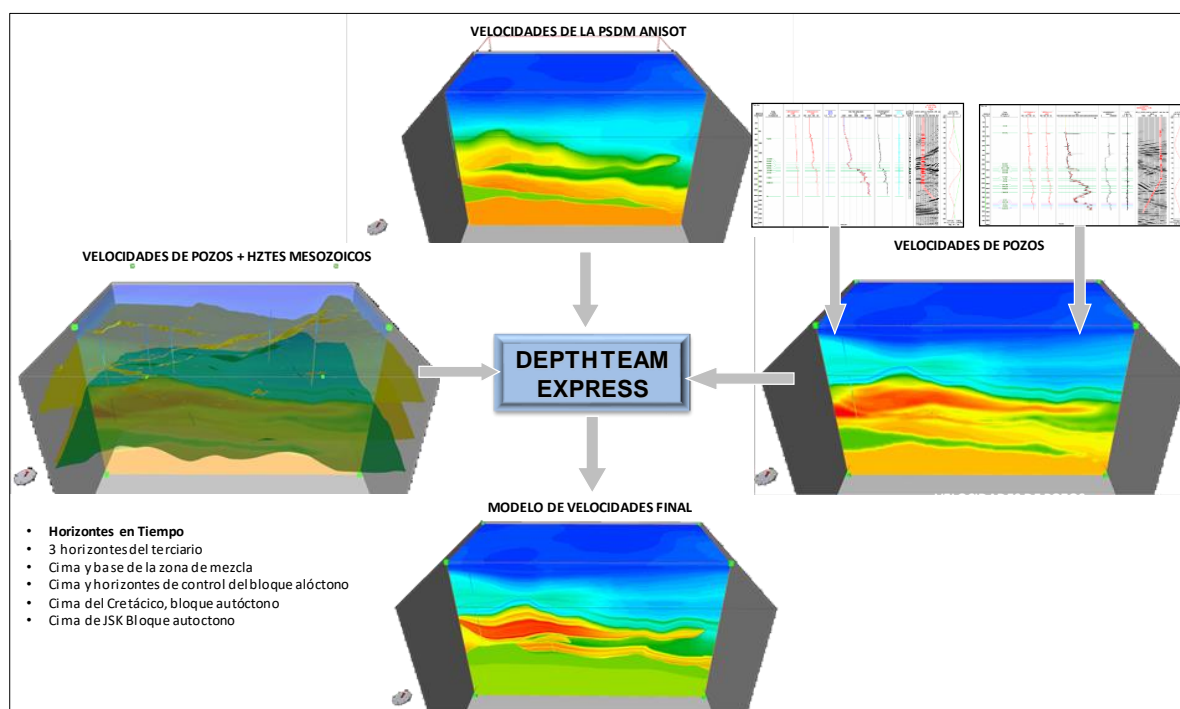 VELOCIDADES DE LA PSDM ANISOT
VELOCIDADES DE POZOS + HZTES MESOZOICOS
VELOCIDADES DE POZOS
DEPTHTEAM
EXPRESS
MODELO DE VELOCIDADES FINAL
• Horizontes en Tiempo
• 3 horizontes del terciario
• Cima y base de la zona de mezcla
• Cima y horizontes de control del bloque alóctono
• Cima del Cretácico, bloque autóctono
• Cima de JSK Bloque autoctono